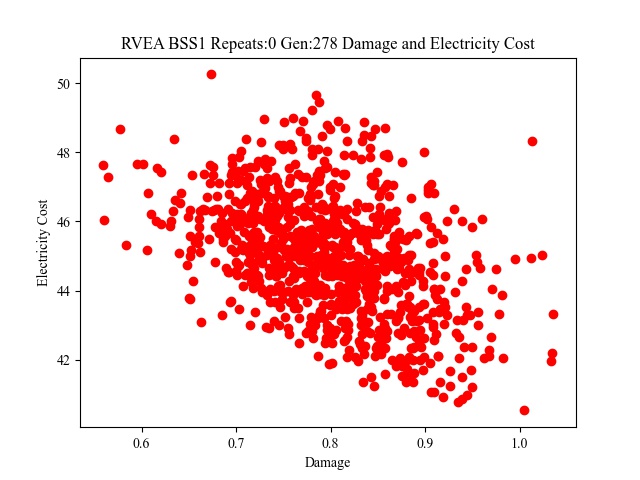 RVEA BSS1 Repeats:0 Gen:278 Damage and Electricity Cost
50
48
46
44
42
Electricity Cost
0.6 0.7 0.8 0.9 1.0
Damage